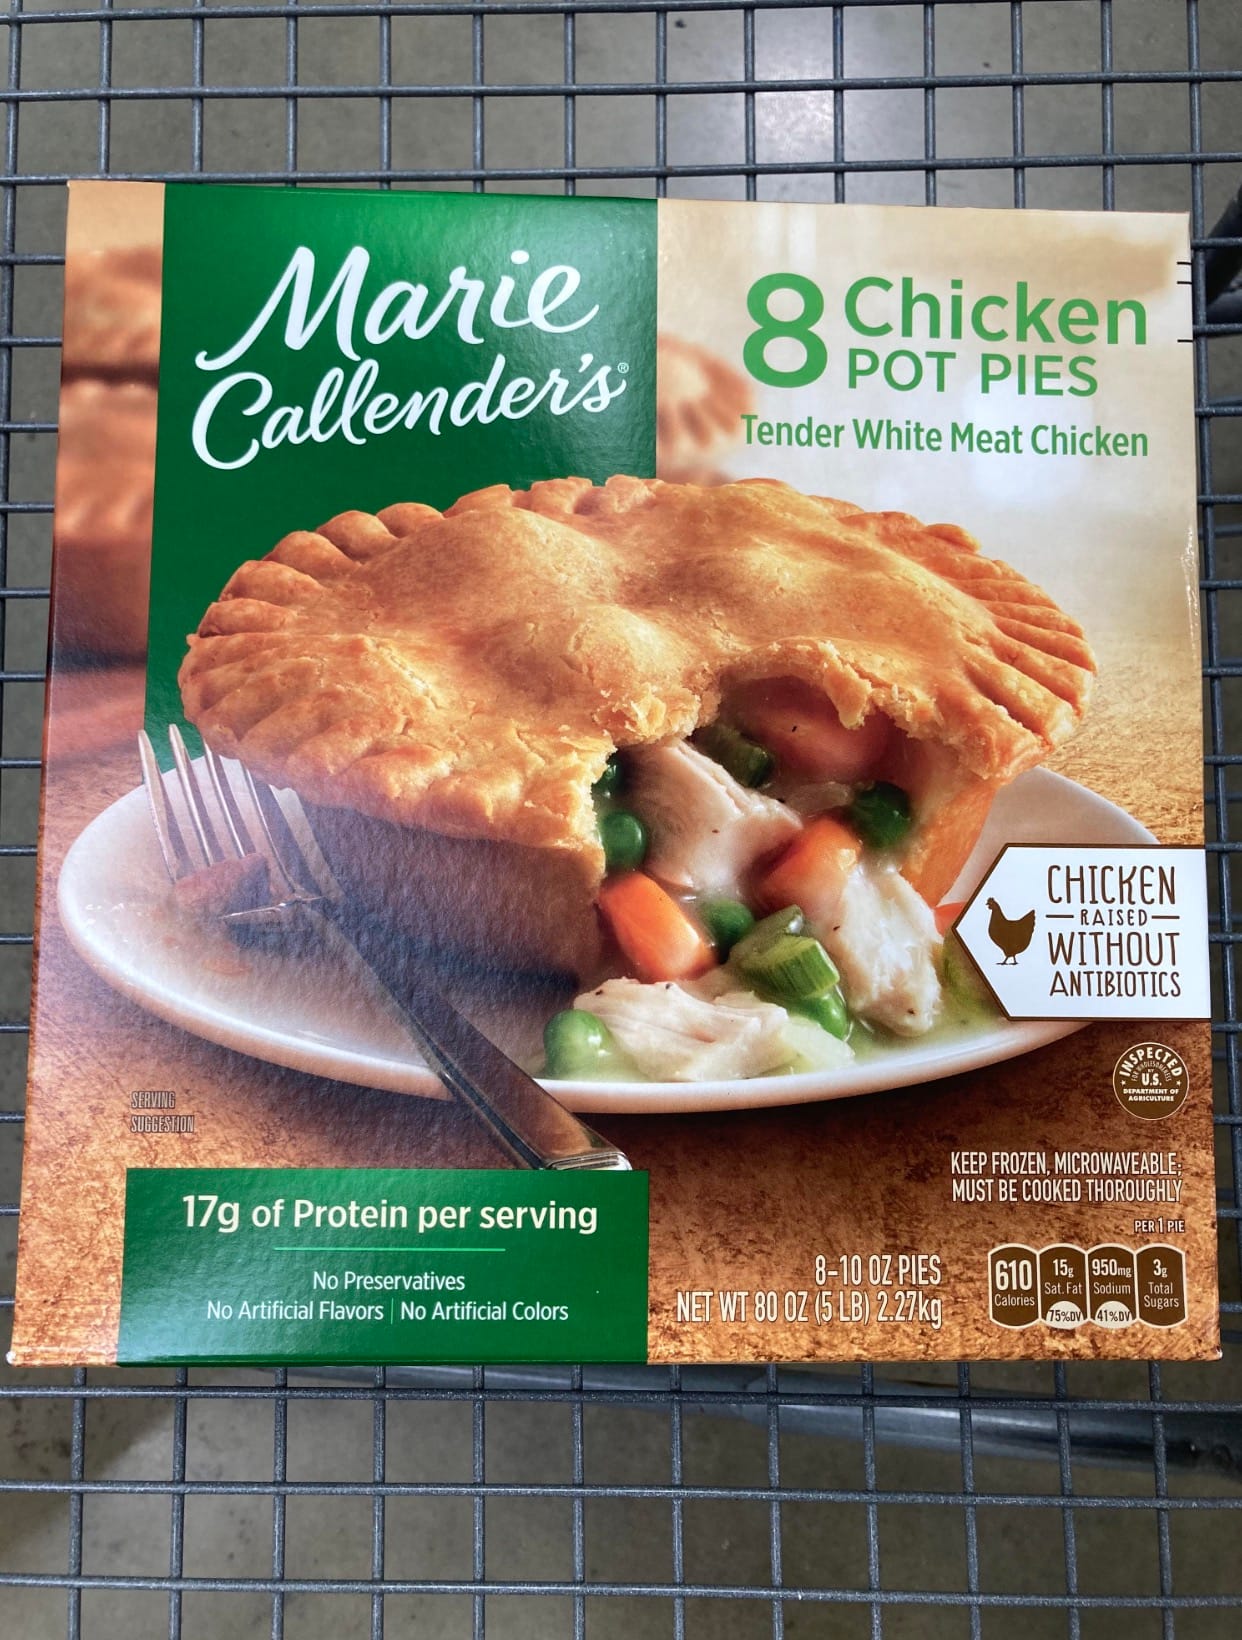 Marie
Callender's®
8 Chicken
POT PIES
Tender White Meat Chicken
CHICKEN
RAISED
WITHOUT
ANTIBIOTICS
INSPECTED
FOR WHOLESOMENESS
BY
U.S.
DEPARTMENT OF
AGRICULTURE
SERVING
SUGGESTION
KEEP FROZEN, MICROWAVEABLE;
MUST BE COOKED THOROUGHLY
17g of Protein per serving
No Preservatives
No Artificial Flavors | No Artificial Colors
8-10 OZ PIES
NET WT 80 OZ (5 LB) 2.27kg
PER 1 PIE
610
Calories
15g
Sat. Fat
75%DV
950mg
Sodium
41%DV
3g
Total
Sugars